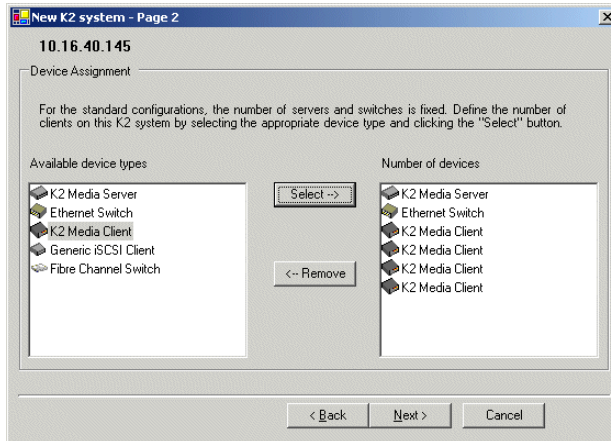 New K2 system - Page 2
10.16.40.145
Device Assignment
For the standard configurations, the number of servers and switches is fixed. Define the number of
clients on this K2 system by selecting the appropriate device type and clicking the "Select" button.
Available device types
Number of devices
K2 Media Server
Ethernet Switch
K2 Media Client
Generic iSCSI Client
Fibre Channel Switch
Select -->
<-- Remove
K2 Media Server
Ethernet Switch
K2 Media Client
K2 Media Client
K2 Media Client
K2 Media Client
< Back
Next >
Cancel